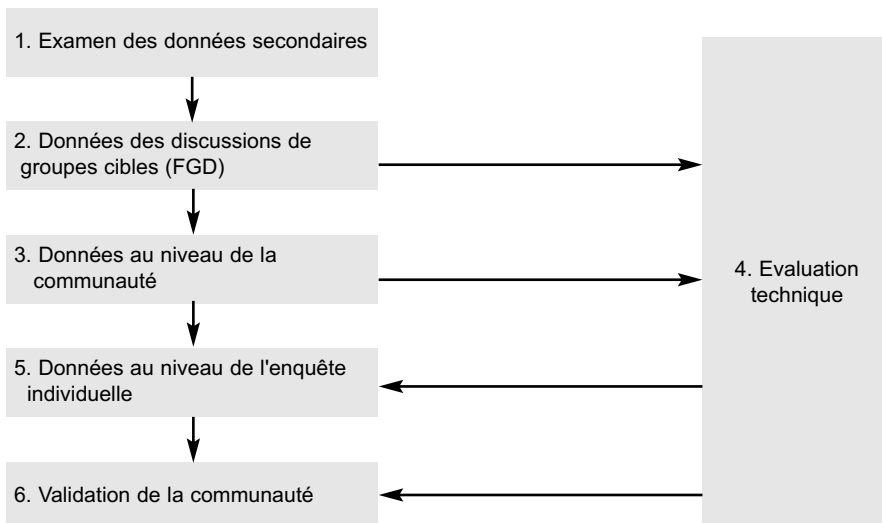 1. Examen des données secondaires
2. Données des discussions de
groupes cibles (FGD)
3. Données au niveau de la
communauté
4. Evaluation
technique
5. Données au niveau de l'enquête
individuelle
6. Validation de la communauté